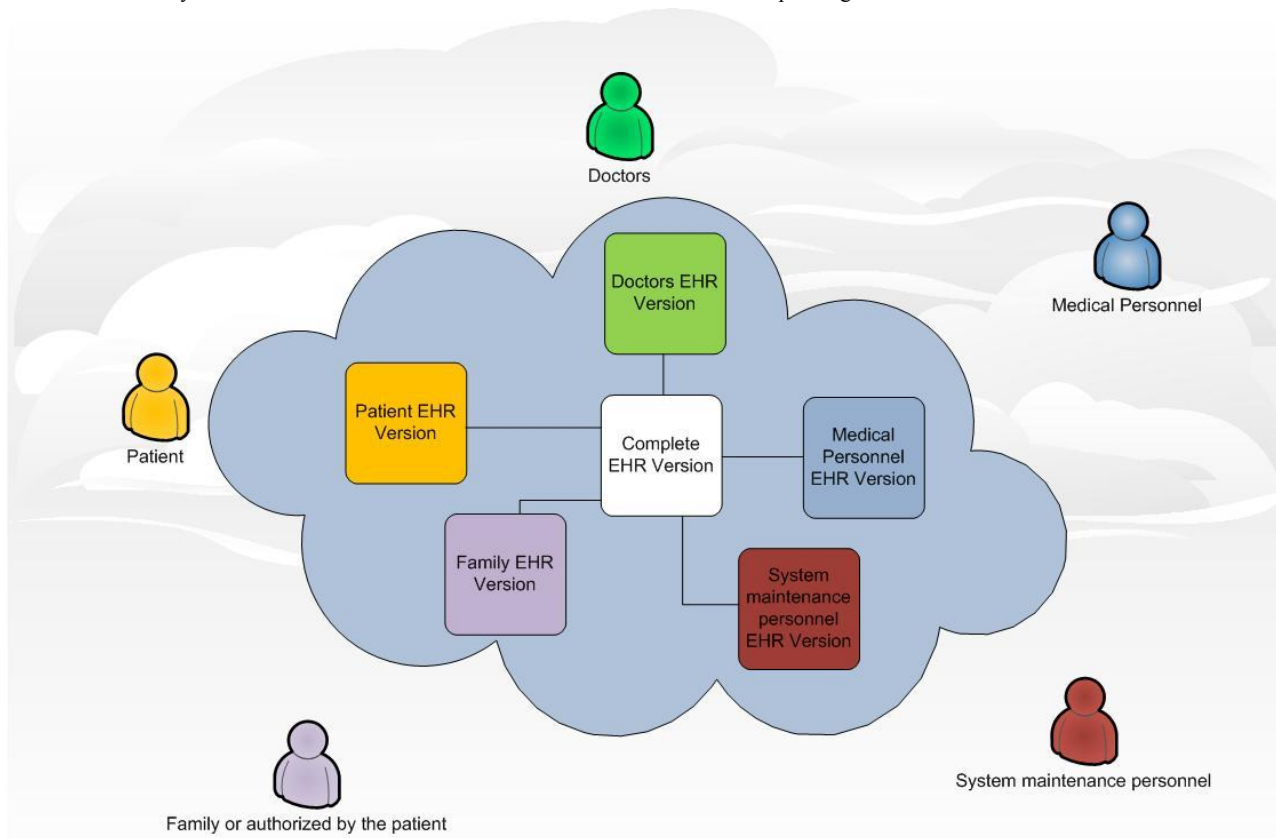 Doctors
Medical Personnel
Doctors EHR
Version
Patient
Patient EHR
Version
Complete
EHR Version
Medical
Personnel
EHR Version
Family EHR
Version
System
maintenance
personnel
EHR Version
System maintenance personnel
Family or authorized by the patient